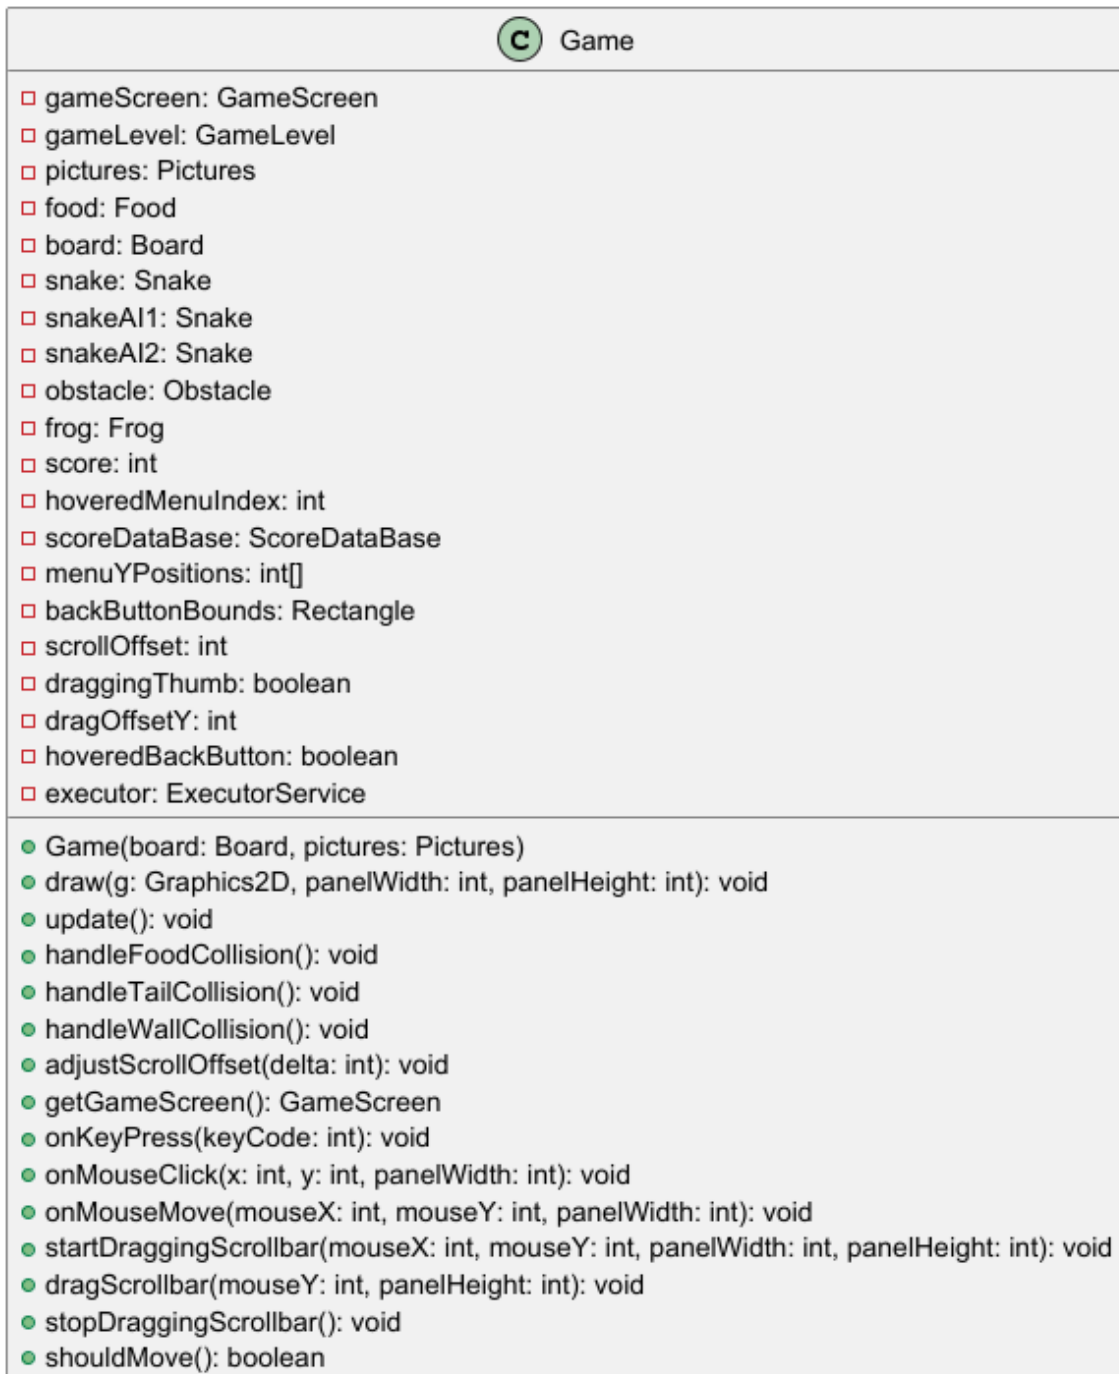 C Game
gameScreen: GameScreen
gameLevel: GameLevel
pictures: Pictures
food: Food
board: Board
snake: Snake
snakeAI1: Snake
snakeAI2: Snake
obstacle: Obstacle
frog: Frog
score: int
hoveredMenuIndex: int
scoreDataBase: ScoreDataBase
menuYPositions: int[]
backButtonBounds: Rectangle
scrollOffset: int
draggingThumb: boolean
dragOffsetY: int
hoveredBackButton: boolean
executor: ExecutorService
Game(board: Board, pictures: Pictures)
draw(g: Graphics2D, panelWidth: int, panelHeight: int): void
update(): void
handleFoodCollision(): void
handleTailCollision(): void
handleWallCollision(): void
adjustScrollOffset(delta: int): void
getGameScreen(): GameScreen
onKeyPress(keyCode: int): void
onMouseClick(x: int, y: int, panelWidth: int): void
onMouseMove(mouseX: int, mouseY: int, panelWidth: int): void
startDraggingScrollbar(mouseX: int, mouseY: int, panelWidth: int, panelHeight: int): void
dragScrollbar(mouseY: int, panelHeight: int): void
stopDraggingScrollbar(): void
shouldMove(): boolean